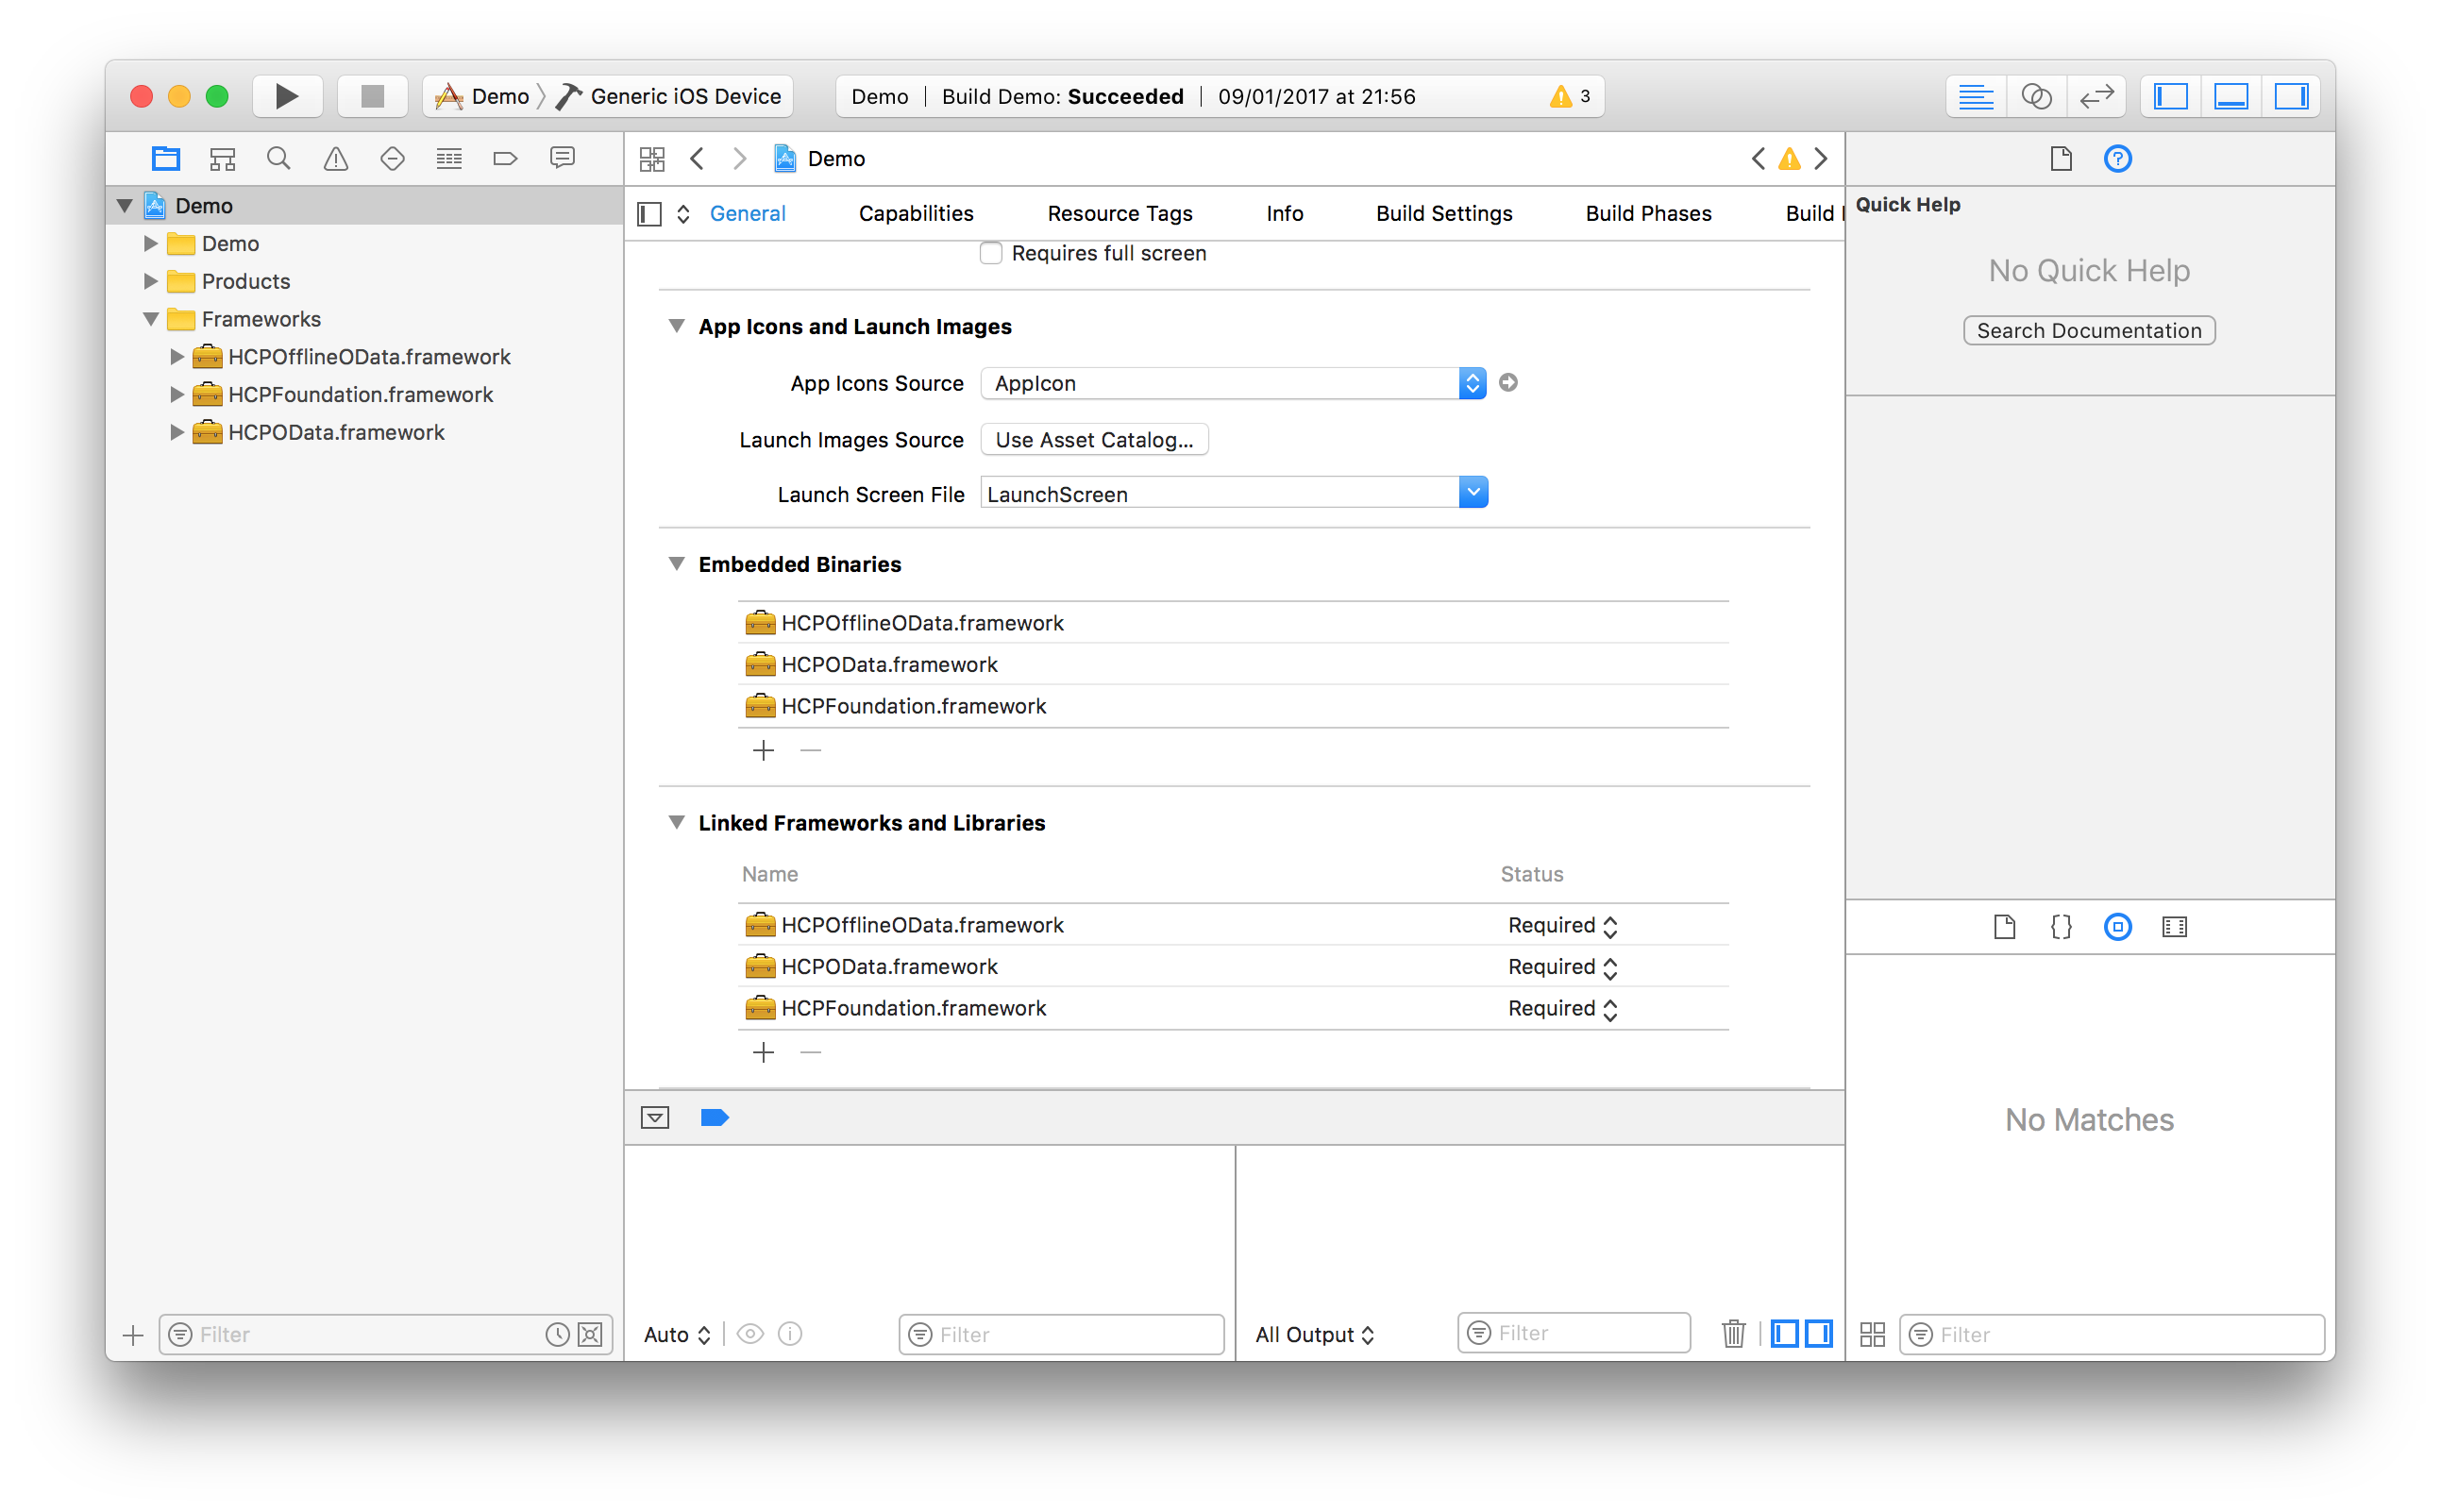 Demo 〉 Generic iOS Device
Demo | Build Demo: Succeeded | 09/01/2017 at 21:56
3
Demo
Demo
Demo
Products
Frameworks
HCPOfflineOData.framework
HCPFoundation.framework
HCPOData.framework
Filter
General
Capabilities
Resource Tags
Info
Build Settings
Build Phases
Build
Requires full screen
App Icons and Launch Images
App Icons Source
AppIcon
Launch Images Source
Use Asset Catalog...
Launch Screen File
LaunchScreen
Embedded Binaries
HCPOfflineOData.framework
HCPOData.framework
HCPFoundation.framework
Linked Frameworks and Libraries
Name Status
HCPOfflineOData.framework Required
HCPOData.framework Required
HCPFoundation.framework Required
Auto
Filter
All Output
Filter
Quick Help
No Quick Help
Search Documentation
No Matches
Filter